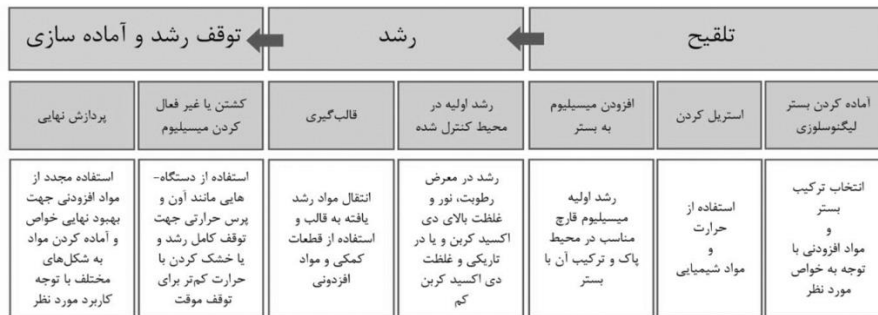 تلقیح
رشد
توقف رشد و آماده سازی
آماده کردن بستر
لیگنوسلوزی
استریل کردن
افزودن میسیلیوم
به بستر
رشد اولیه در
محیط کنترل شده
قالب‌گیری
کشتن یا غیر فعال
کردن میسیلیوم
پردازش نهایی
انتخاب ترکیب
بستر
و
مواد افزودنی با
توجه به خواص
مورد نظر
استفاده از
حرارت
و
مواد شیمیایی
رشد اولیه
میسیلیوم قارچ
مناسب در محیط
پاک و ترکیب آن با
بستر
رشد در معرض
رطوبت، نور و
غلظت بالای دی
اکسید کربن و یا در
تاریکی و غلظت
دی اکسید کربن
کم
انتقال مواد رشد
یافته به قالب و
استفاده از قطعات
کمکی و مواد
افزدونی
استفاده از دستگاه-
هایی مانند آون و
پرس حرارتی جهت
توقف کامل رشد و
یا خشک کردن با
حرارت کم‌تر برای
توقف موقت
استفاده مجدد از
مواد افزودنی جهت
بهبود نهایی خواص
و آماده کردن مواد
به شکل‌های
مختلف با توجه
کاربرد مورد نظر